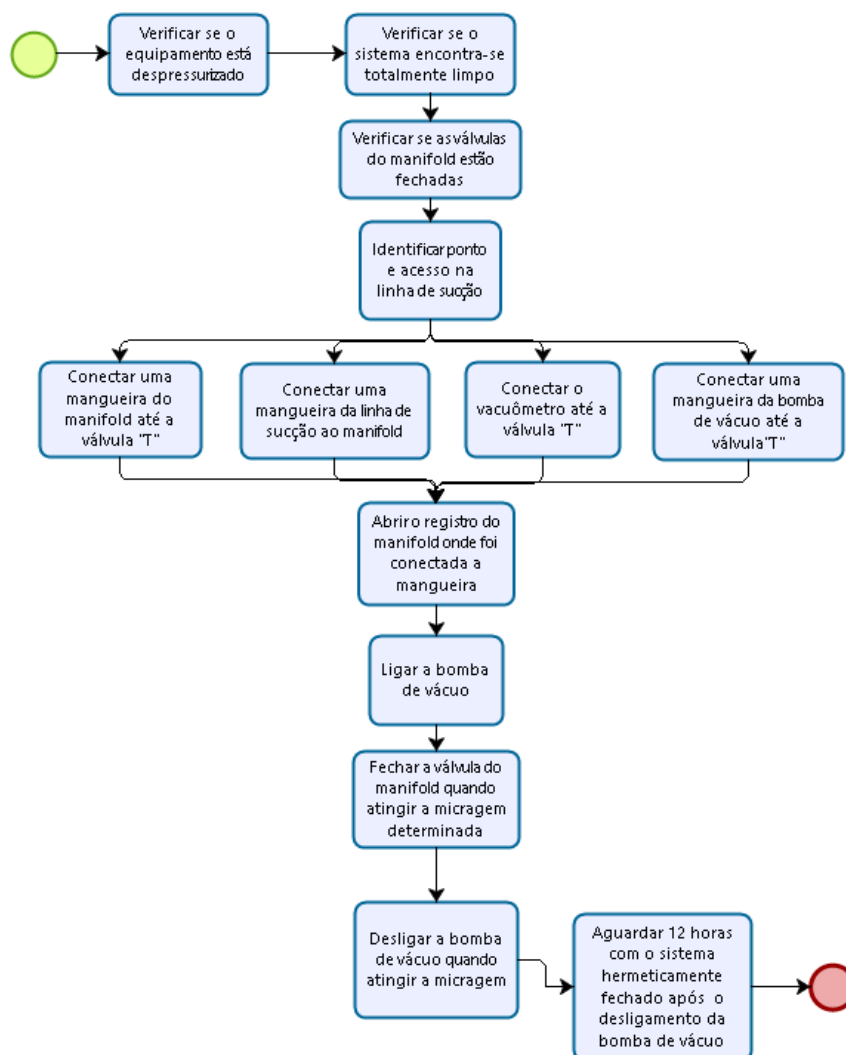 Verificar se o
equipamento está
despressurizado
Verificar se o
sistema encontra-se
totalmente limpo
Verificar se as válvulas
do manifold estão
fechadas
Identificar ponto
e acesso na
linha de sucção
Conectar uma
mangueira do
manifold até a
válvula "T"
Conectar uma
mangueira da linha de
sucção ao manifold
Conectar o
vacuômetro até a
válvula "T"
Conectar uma
mangueira da bomba
de vácuo até a
válvula"T"
Abrir o registro do
manifold onde foi
conectada a
mangueira
Ligar a bomba
de vácuo
Fechar a válvula do
manifold quando
atingir a micragem
determinada
Desligar a bomba
de vácuo quando
atingir a micragem
Aguardar 12 horas
com o sistema
hermeticamente
fechado após o
desligamento da
bomba de vácuo